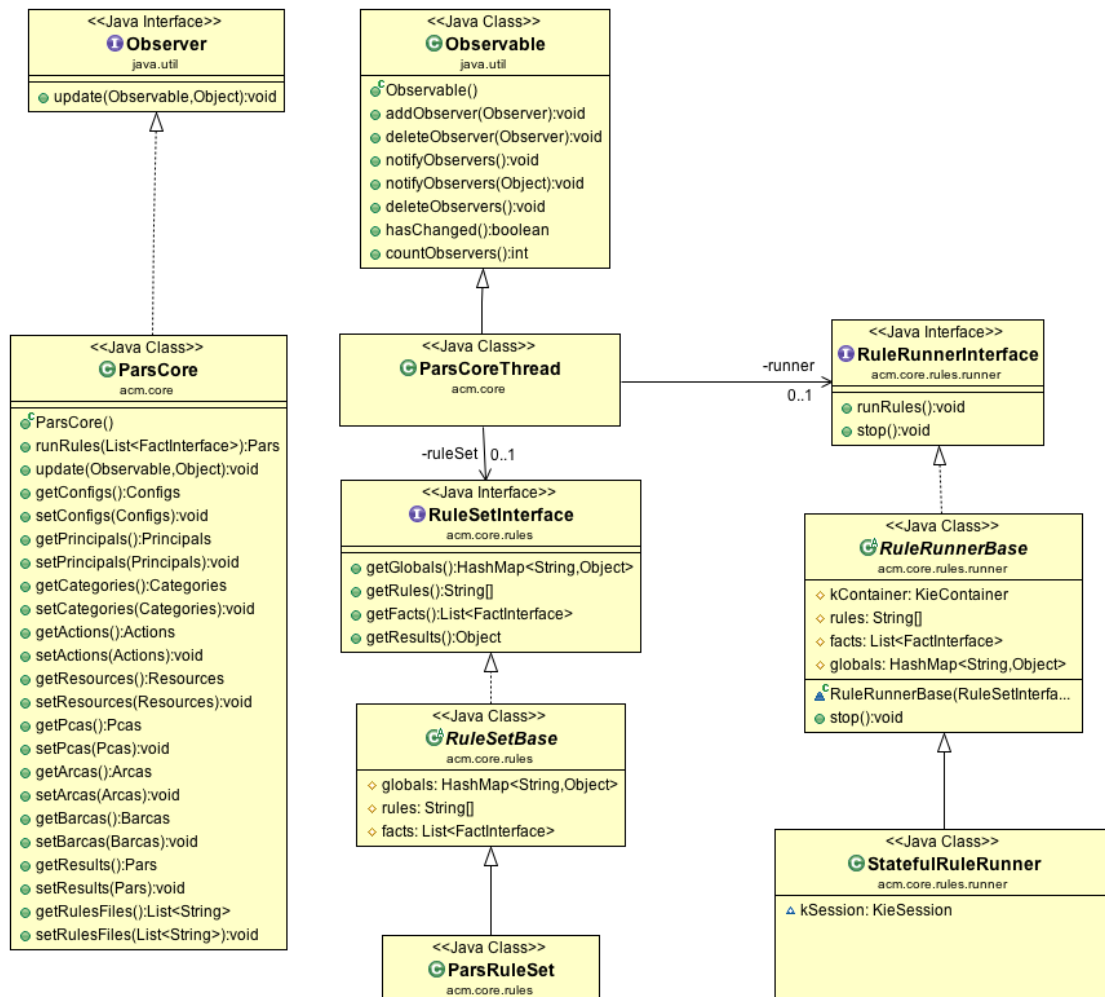 <<Java Interface>>
Observer
java.util
update(Observable,Object):void
<<Java Class>>
Observable
java.util
Observable()
addObserver(Observer):void
deleteObserver(Observer):void
notifyObservers():void
notifyObservers(Object):void
deleteObservers():void
hasChanged():boolean
countObservers():int
<<Java Class>>
ParsCore
acm.core
ParsCore()
runRules(List<FactInterface>):Pars
update(Observable,Object):void
getConfigs():Configs
setConfigs(Configs):void
getPrincipals():Principals
setPrincipals(Principals):void
getCategories():Categories
setCategories(Categories):void
getActions():Actions
setActions(Actions):void
getResources():Resources
setResources(Resources):void
getPcas():Pcas
setPcas(Pcas):void
getArcas():Arcas
setArcas(Arcas):void
getBarcas():Barcas
setBarcas(Barcas):void
getResults():Pars
setResults(Pars):void
getRulesFiles():List<String>
setRulesFiles(List<String>):void
<<Java Class>>
ParsCoreThread
acm.core
-runner
0..1
-ruleSet 0..1
<<Java Interface>>
RuleSetInterface
acm.core.rules
getGlobals():HashMap<String,Object>
getRules():String[]
getFacts():List<FactInterface>
getResults():Object
<<Java Class>>
RuleSetBase
acm.core.rules
globals: HashMap<String,Object>
rules: String[]
facts: List<FactInterface>
<<Java Class>>
ParsRuleSet
acm.core.rules
<<Java Interface>>
RuleRunnerInterface
acm.core.rules.runner
runRules():void
stop():void
<<Java Class>>
RuleRunnerBase
acm.core.rules.runner
kContainer: KieContainer
rules: String[]
facts: List<FactInterface>
globals: HashMap<String,Object>
RuleRunnerBase(RuleSetInterfa...
stop():void
<<Java Class>>
StatefulRuleRunner
acm.core.rules.runner
kSession: KieSession